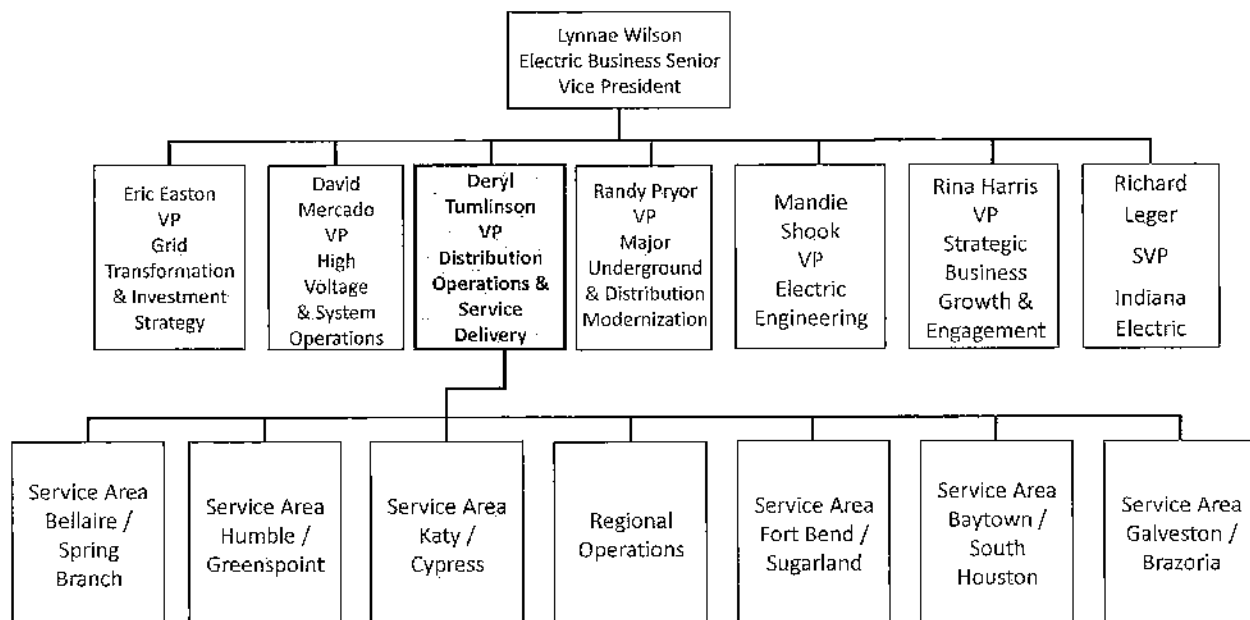 Lynnae Wilson
Electric Business Senior
Vice President
Eric Easton
VP
Grid
Transformation
& Investment
Strategy
David
Mercado
VP
High
Voltage
& System
Operations
Deryl
Tumlinson
VP
Distribution
Operations &
Service
Delivery
Randy Pryor
VP
Major
Underground
& Distribution
Modernization
Mandie
Shook
VP
Electric
Engineering
Rina Harris
VP
Strategic
Business
Growth &
Engagement
Richard
Leger
SVP
Indiana
Electric
Service Area
Bellaire /
Spring
Branch
Service Area
Humble /
Greenspoint
Service Area
Katy /
Cypress
Regional
Operations
Service Area
Fort Bend /
Sugarland
Service Area
Baytown /
South
Houston
Service Area
Galveston /
Brazoria